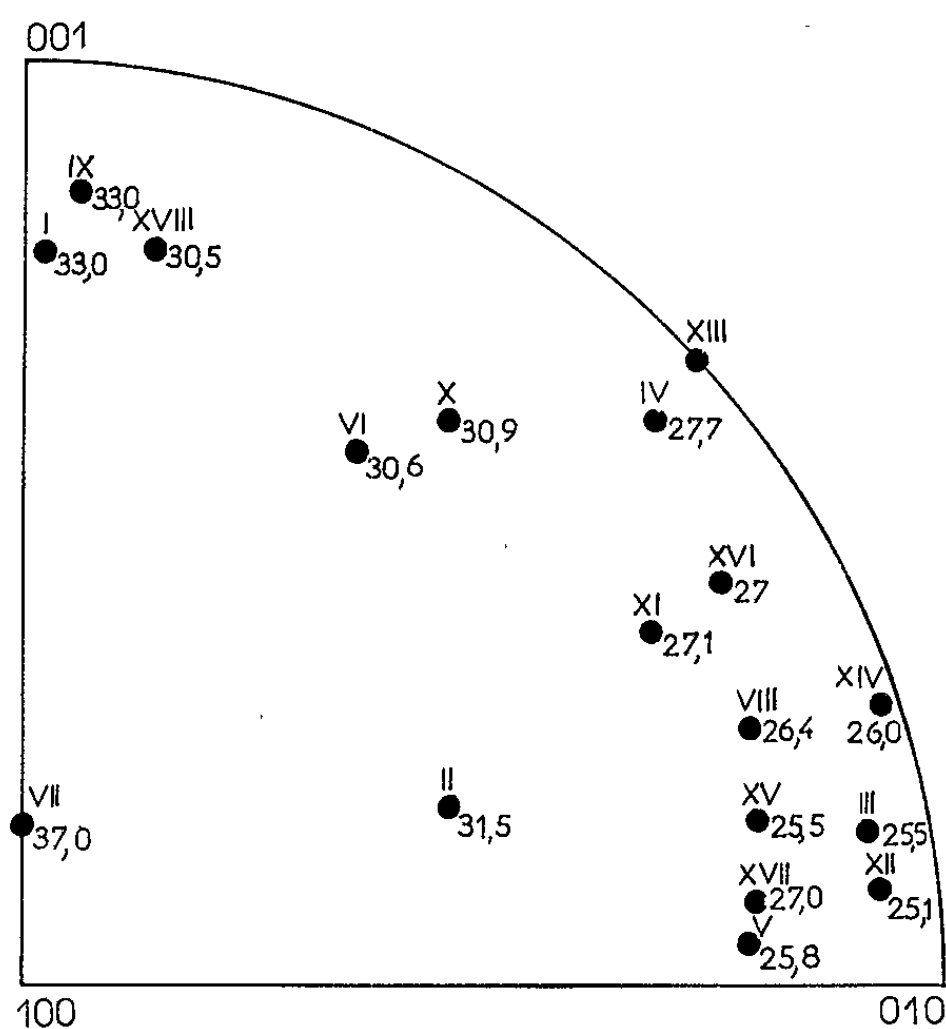 001
IX
33,0
XVIII
30,5
I
33,0
XIII
X
30,9
IV
27,7
VI
30,6
XVI
27
XI
27,1
XIV
26,0
VIII
26,4
VII
37,0
II
31,5
XV
25,5
III
25,5
XII
25,1
XVII
27,0
V
25,8
100
010